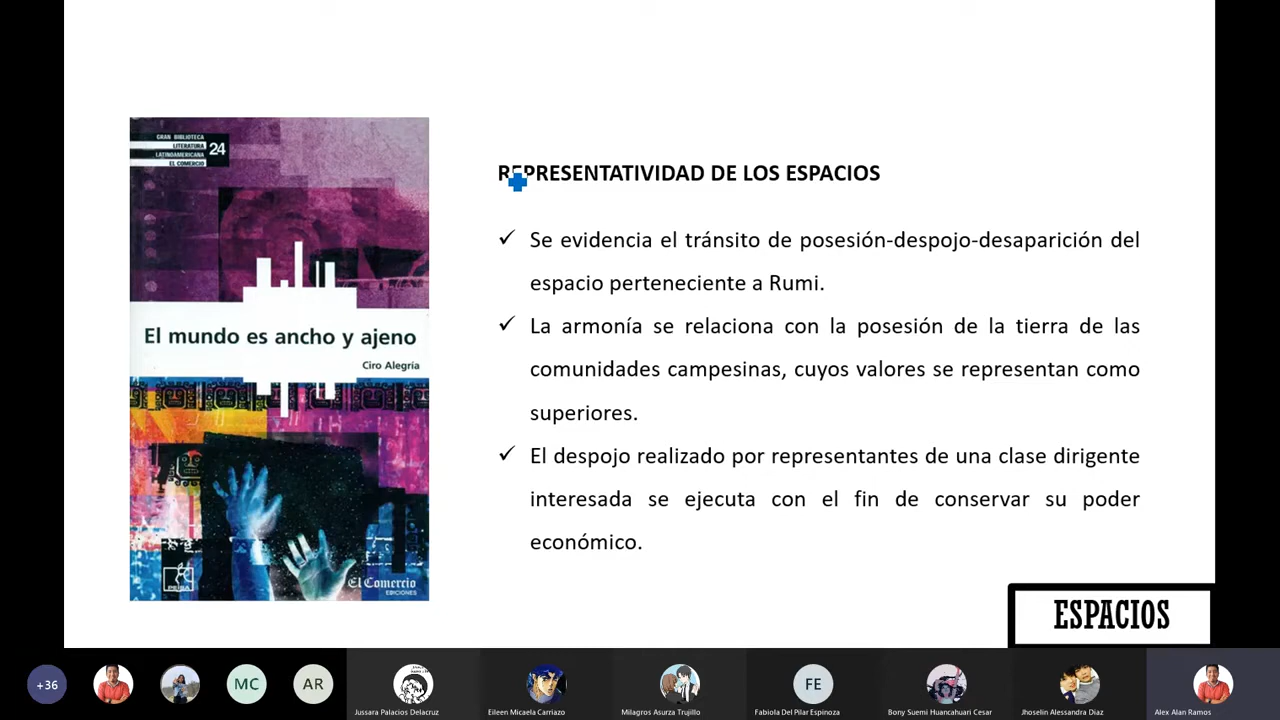 GRAN BIBLIOTECA
LITERATURA
LATINOAMERICANA
EL COMERCIO
24
El mundo es ancho y ajeno
Ciro Alegría
PEISA
El Comercio
EDICIONES
REPRESENTATIVIDAD DE LOS ESPACIOS
✓ Se evidencia el tránsito de posesión-despojo-desaparición del
espacio perteneciente a Rumi.
✓ La armonía se relaciona con la posesión de la tierra de las
comunidades campesinas, cuyos valores se representan como
superiores.
✓ El despojo realizado por representantes de una clase dirigente
interesada se ejecuta con el fin de conservar su poder
económico.
ESPACIOS
+36
MC
AR
FE
Jussara Palacios Delacruz
Eileen Micaela Carriazo
Milagros Asurza Trujillo
Fabiola Del Pilar Espinoza
Bony Suemi Huancahuari Cesar
Jhoselin Alessandra Diaz
Alex Alan Ramos